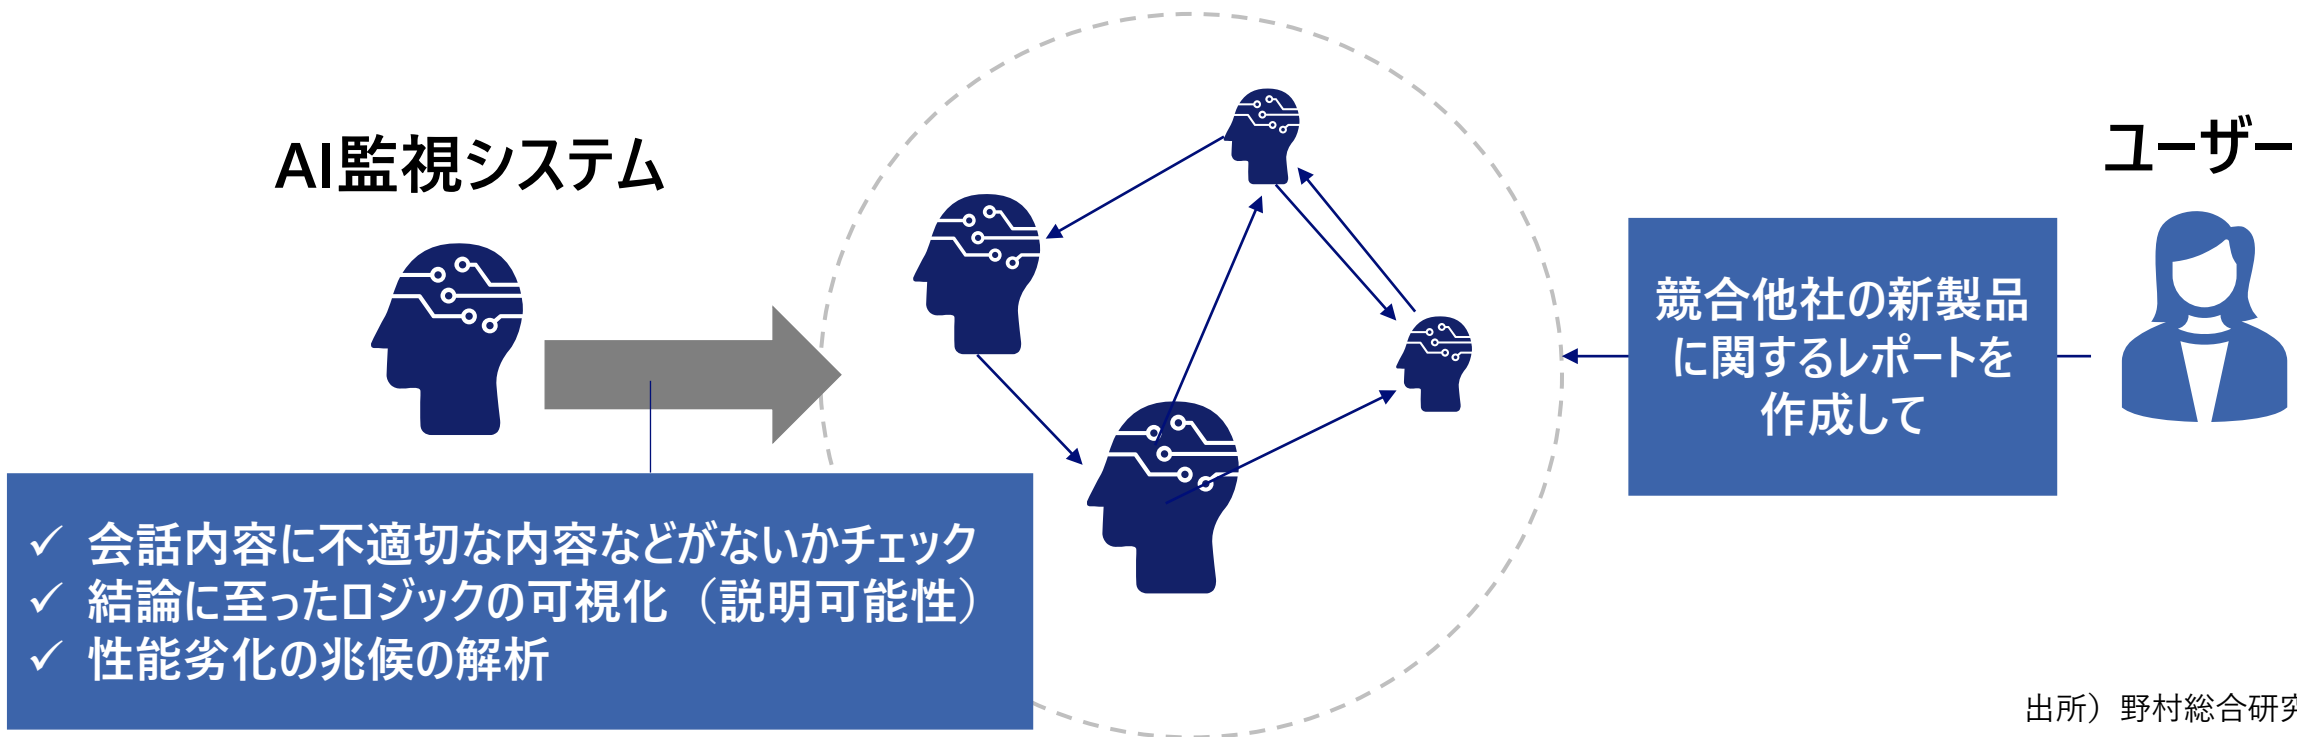 AI監視システム
ユーザー
競合他社の新製品
に関するレポートを
作成して
✓ 会話内容に不適切な内容などがないかチェック
✓ 結論に至ったロジックの可視化（説明可能性）
✓ 性能劣化の兆候の解析
出所）野村総合研究